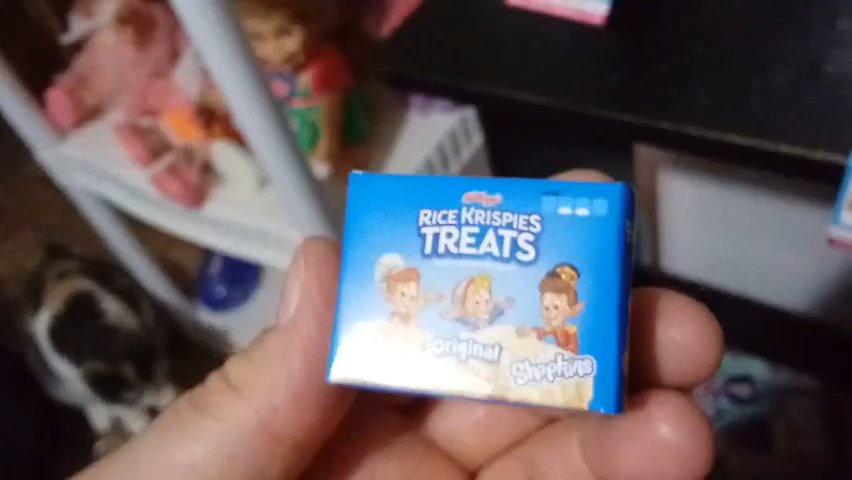 Kellogg's
RICE KRISPIES
TREATS
Original
Shopkins